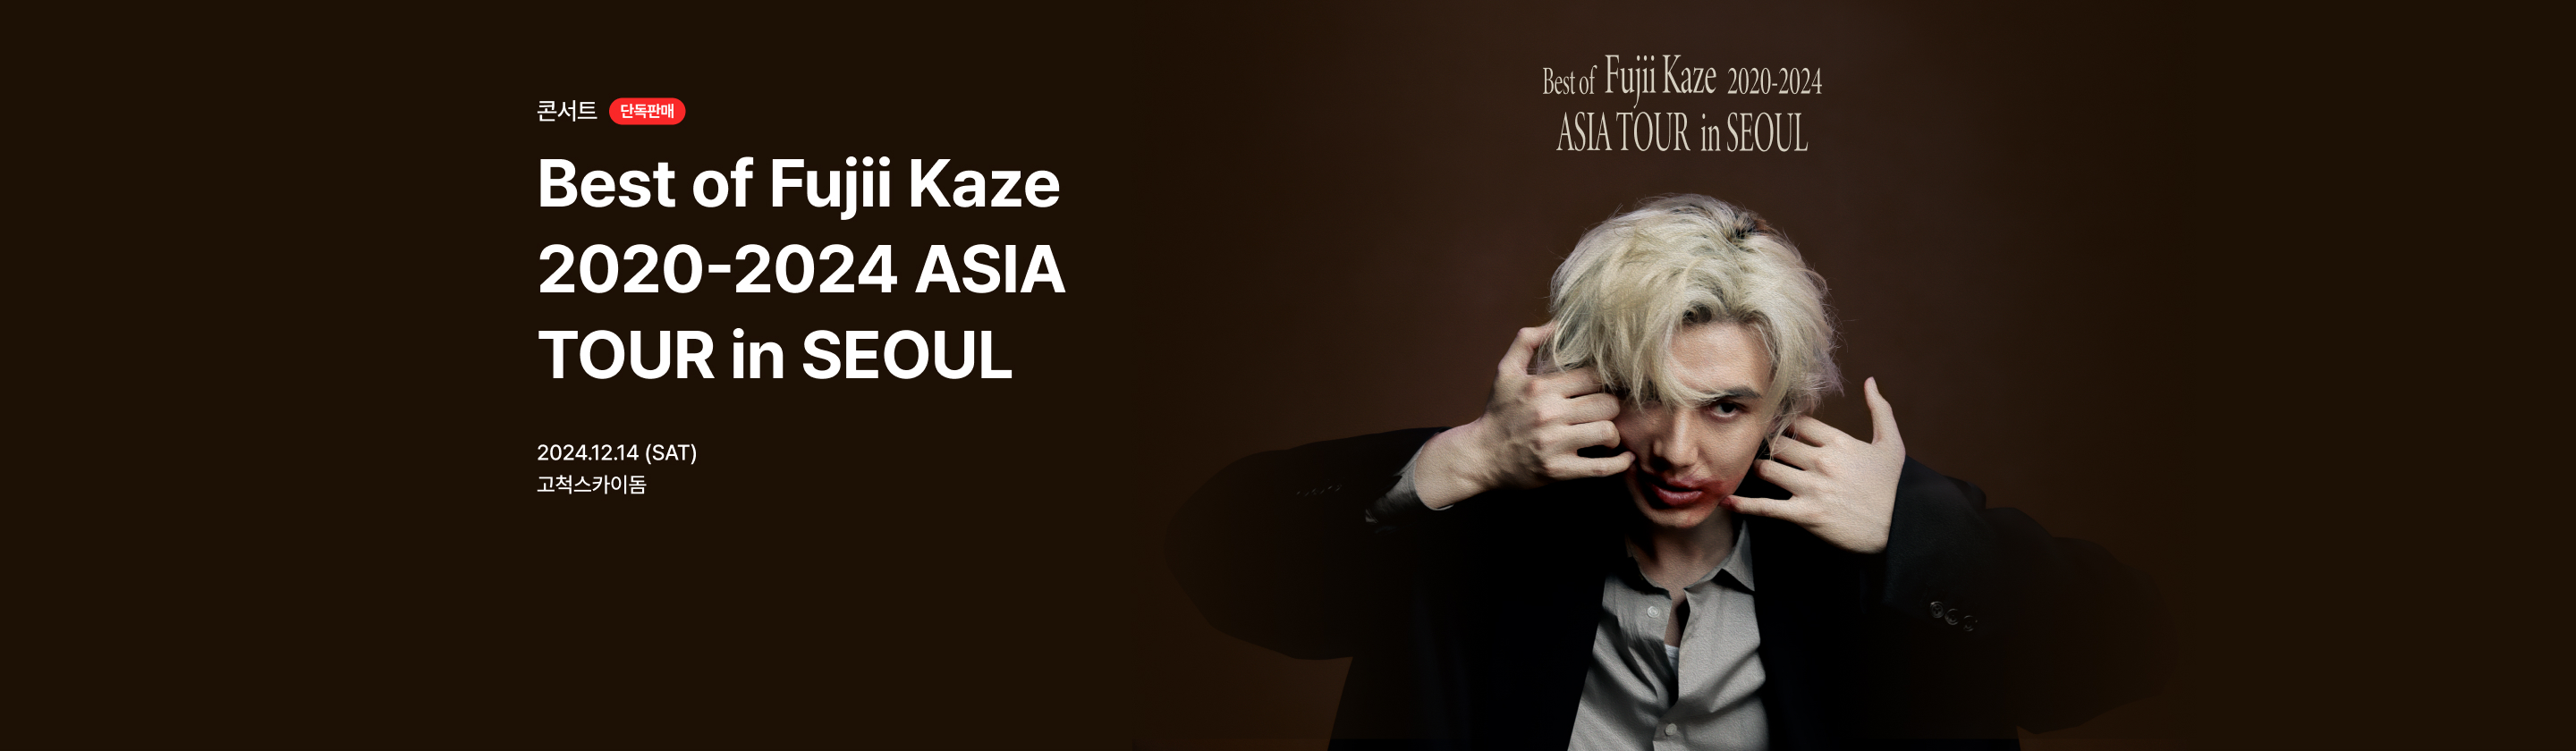 콘서트 단독판매
Best of Fujii Kaze
2020-2024 ASIA
TOUR in SEOUL
2024.12.14 (SAT)
고척스카이돔
Best of Fujii Kaze 2020-2024
ASIA TOUR in SEOUL